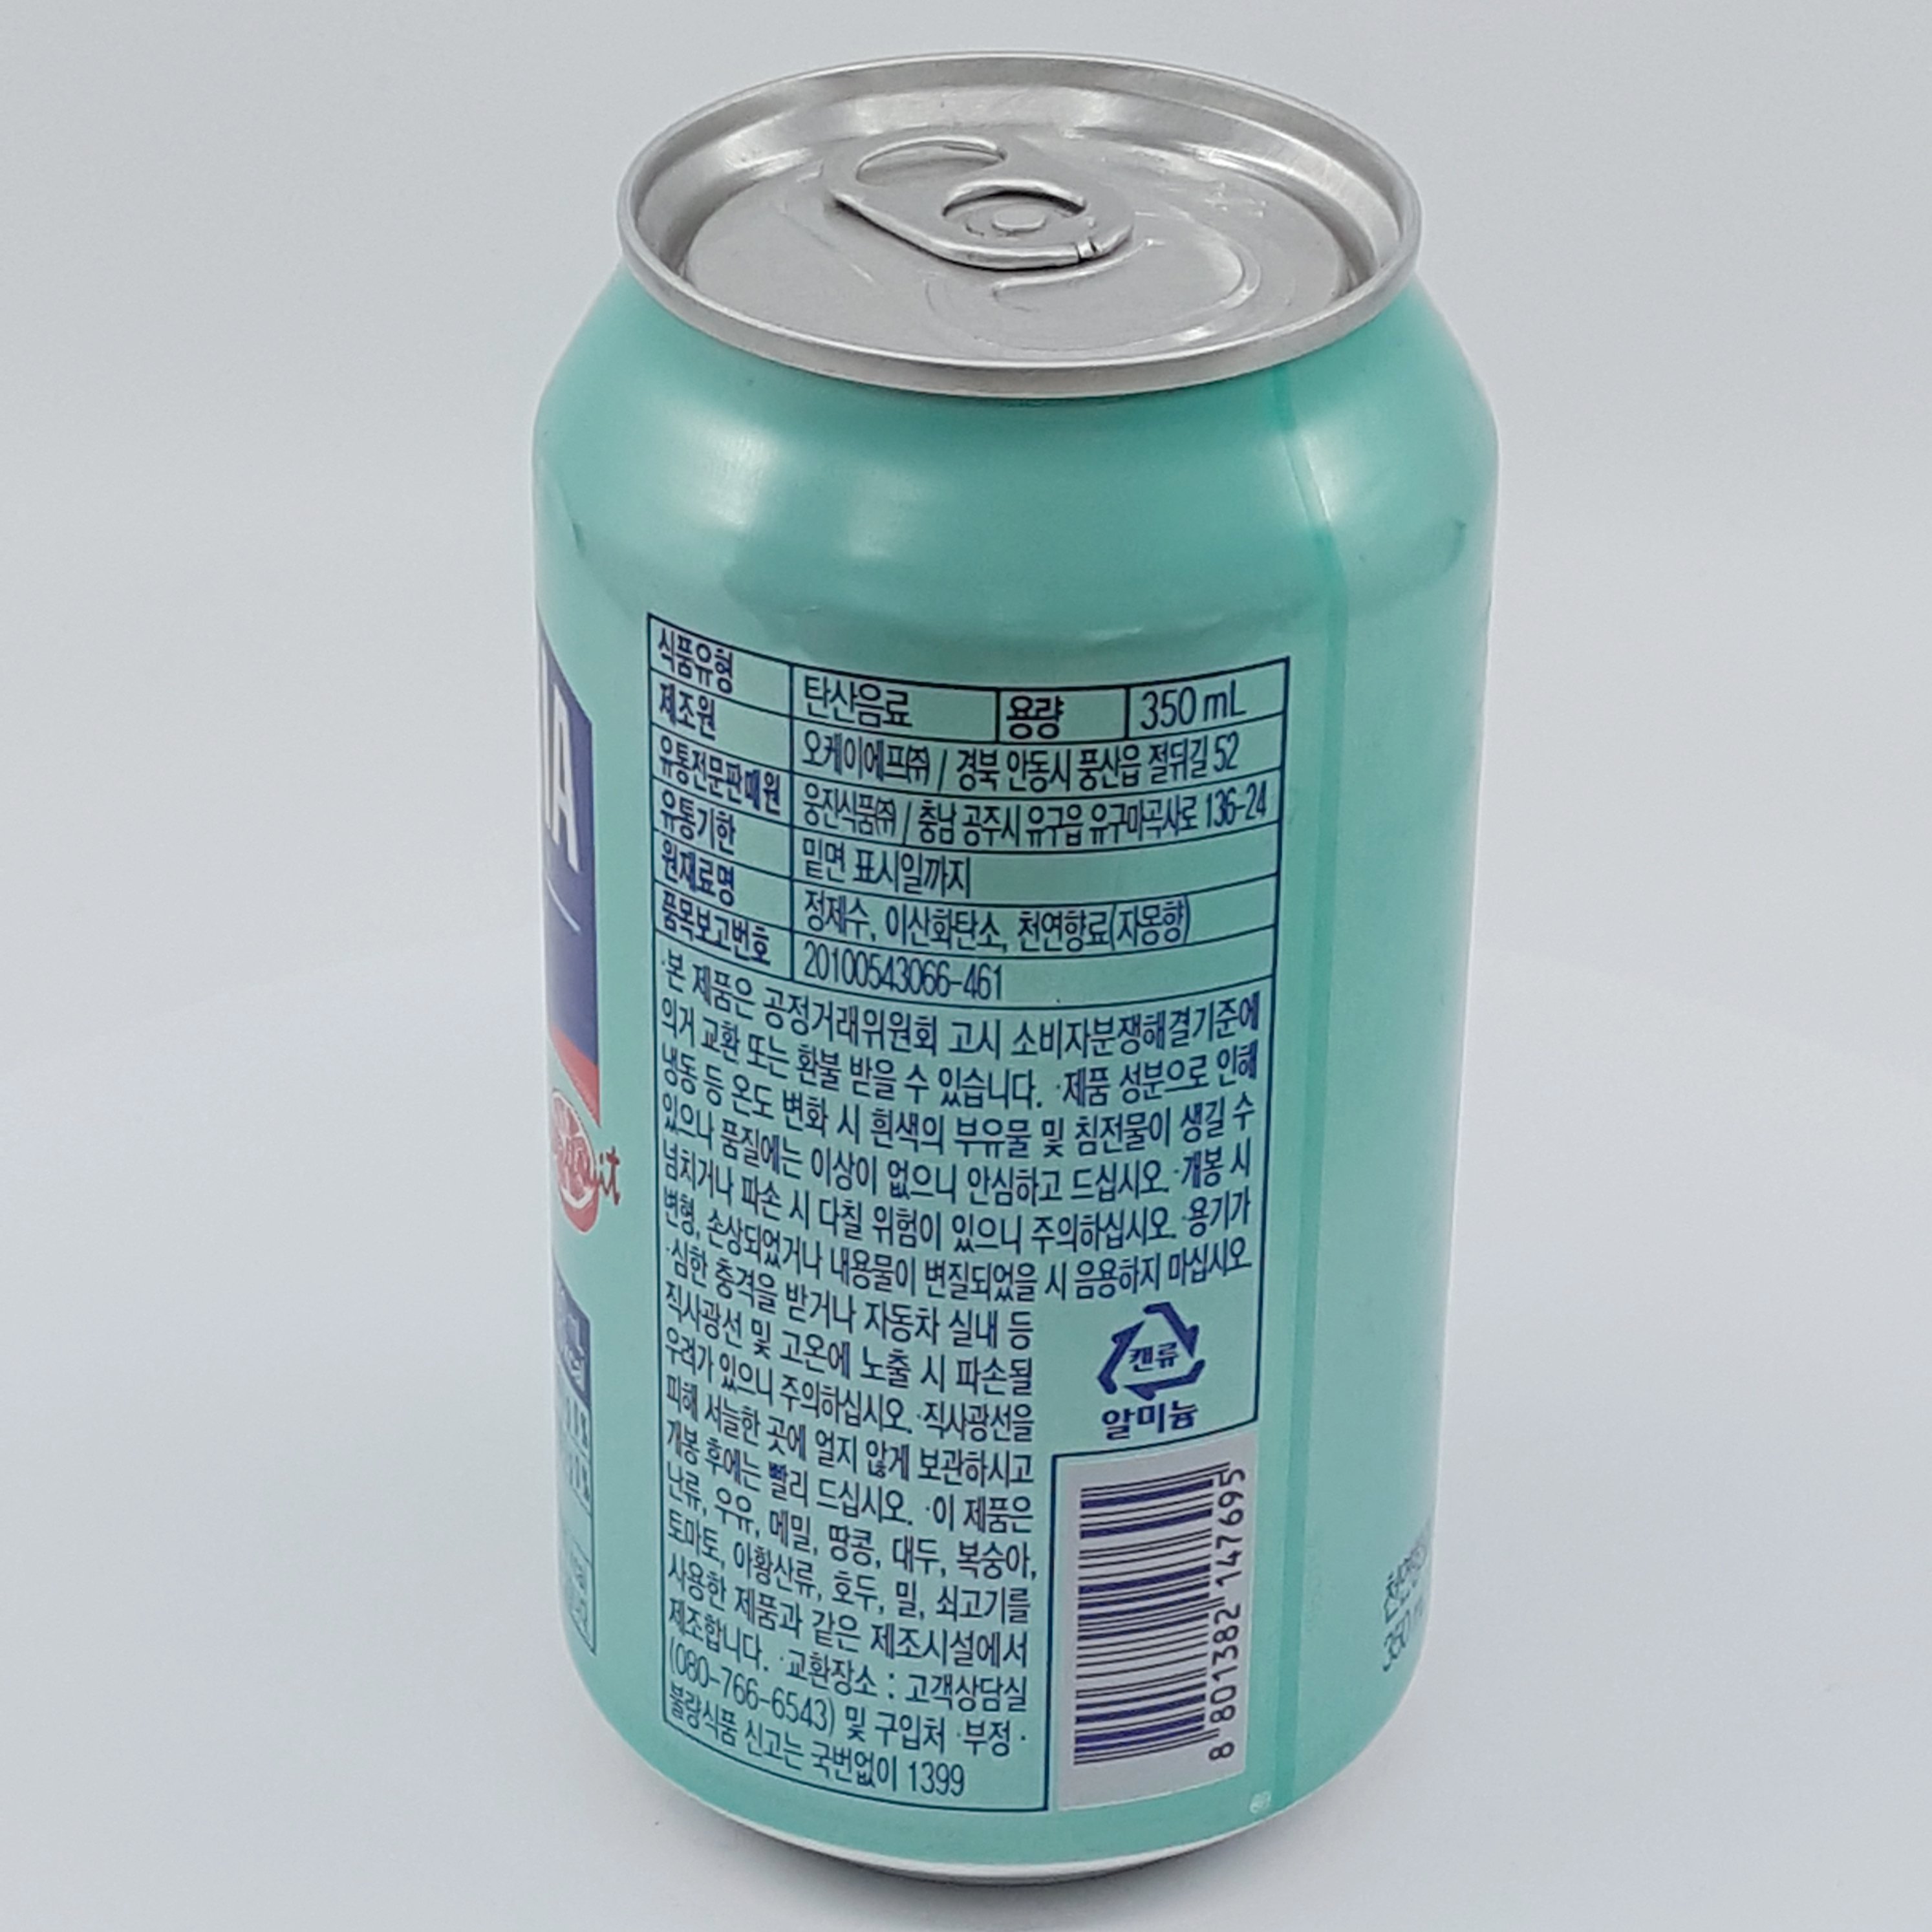 식품유형 탄산음료 용량 350 mL
제조원 오케이에프㈜ / 경북 안동시 풍산읍 절뒤길 52
유통전문판매원 웅진식품㈜ / 충남 공주시 유구읍 유구마곡사로 136-24
유통기한 밑면 표시일까지
원재료명 정제수, 이산화탄소, 천연향료(자몽향)
품목보고번호 20100543066-461
·본 제품은 공정거래위원회 고시 소비자분쟁해결기준에
의거 교환 또는 환불 받을 수 있습니다. ·제품 성분으로 인해
냉동 등 온도 변화 시 흰색의 부유물 및 침전물이 생길 수
있으나 품질에는 이상이 없으니 안심하고 드십시오. ·개봉 시
넘치거나 파손 시 다칠 위험이 있으니 주의하십시오. ·용기가
변형, 손상되었거나 내용물이 변질되었을 시 음용하지 마십시오
·심한 충격을 받거나 자동차 실내 등
직사광선 및 고온에 노출 시 파손될
우려가 있으니 주의하십시오. ·직사광선을
피해 서늘한 곳에 얼지 않게 보관하시고
개봉 후에는 빨리 드십시오. ·이 제품은
난류, 우유, 메밀, 땅콩, 대두, 복숭아,
토마토, 아황산류, 호두, 밀, 쇠고기를
사용한 제품과 같은 제조시설에서
제조합니다. ·교환장소 : 고객상담실
(080-766-6543) 및 구입처 ·부정·
불량식품 신고는 국번없이 1399
캔류
알미늄
8 801382 147695